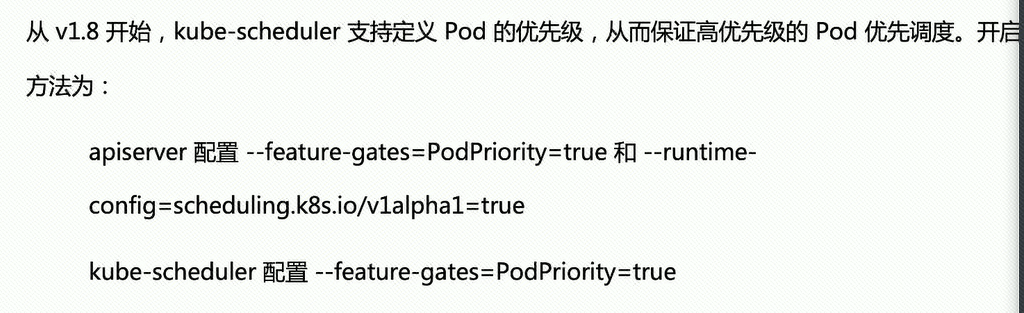 从 v1.8 开始，kube-scheduler 支持定义 Pod 的优先级，从而保证高优先级的 Pod 优先调度。开启
方法为：
apiserver 配置 --feature-gates=PodPriority=true 和 --runtime-
config=scheduling.k8s.io/v1alpha1=true
kube-scheduler 配置 --feature-gates=PodPriority=true